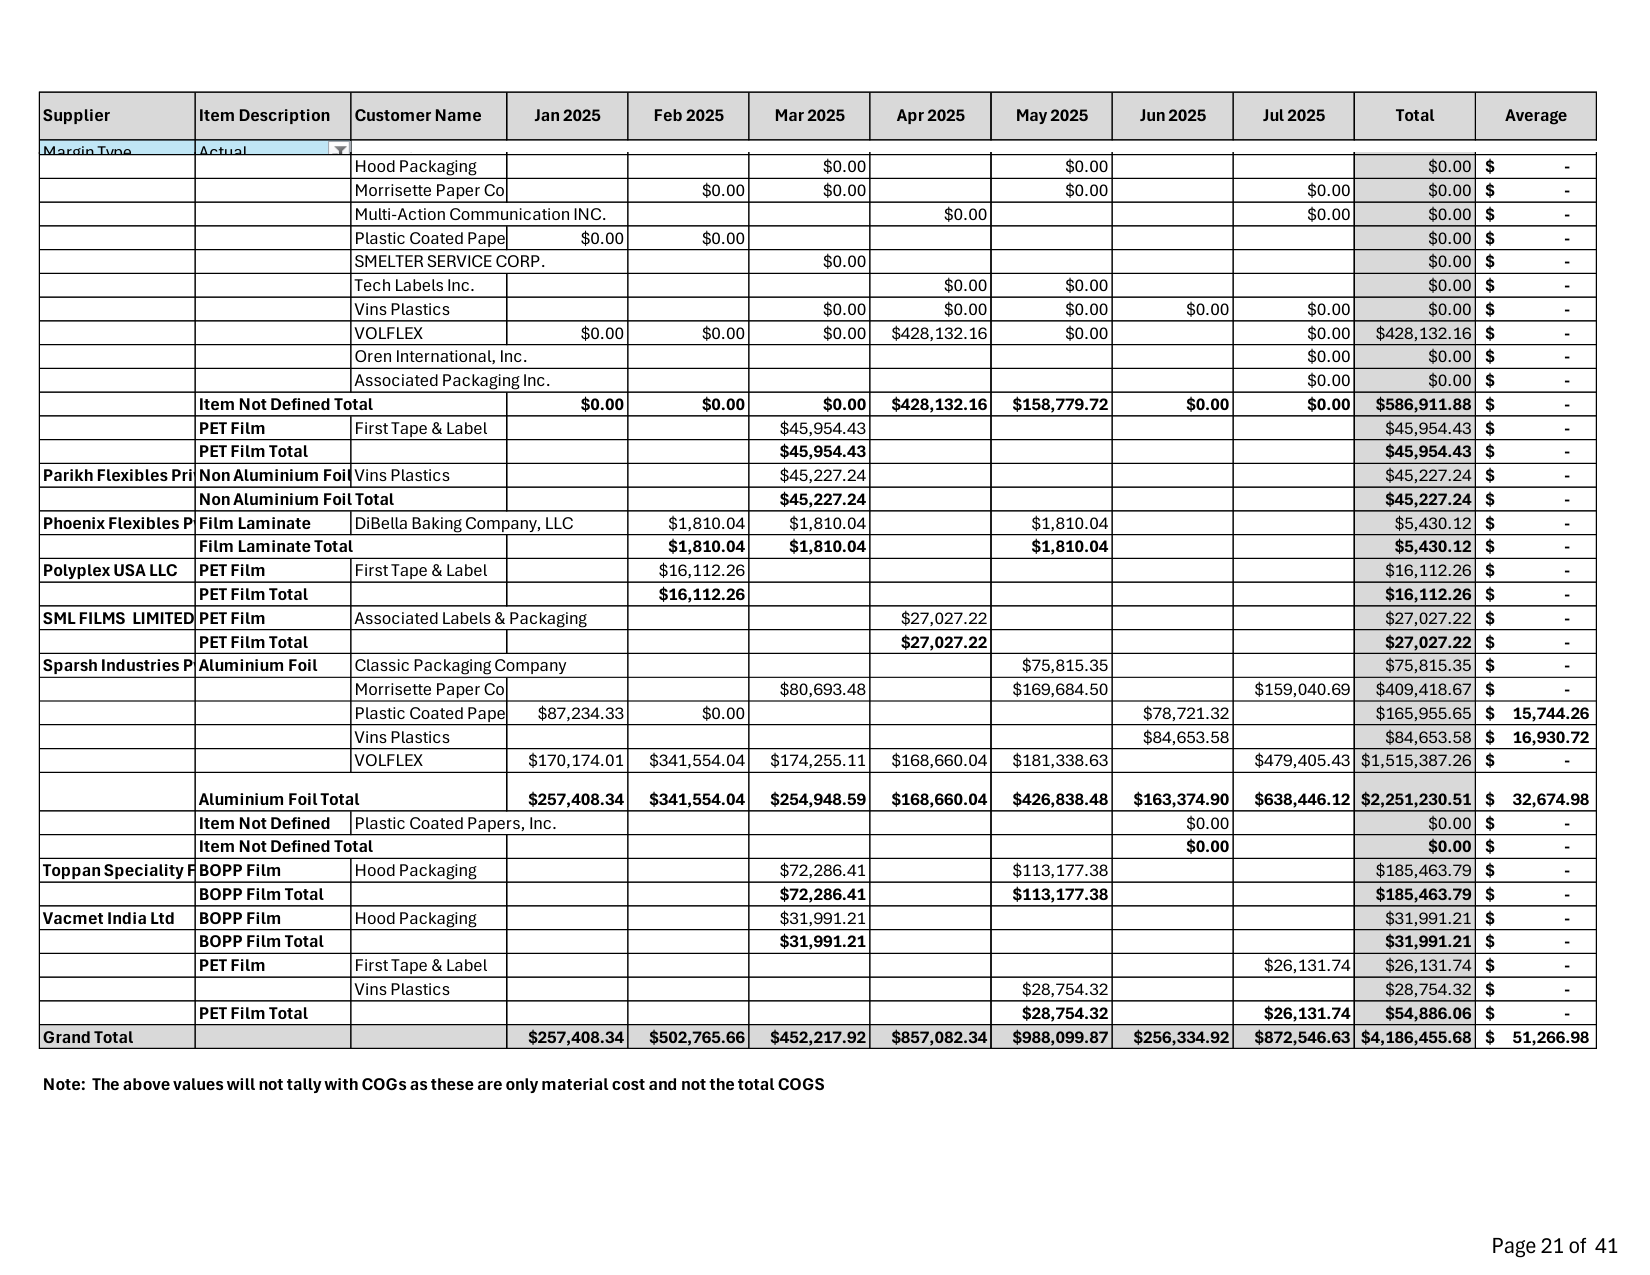 Supplier Item Description Customer Name Jan 2025 Feb 2025 Mar 2025 Apr 2025 May 2025 Jun 2025 Jul 2025 Total Average
Margin Type Actual
Hood Packaging $0.00 $0.00 $0.00 $ -
Morrisette Paper Co $0.00 $0.00 $0.00 $0.00 $0.00 $ -
Multi-Action Communication INC. $0.00 $0.00 $0.00 $ -
Plastic Coated Pape $0.00 $0.00 $0.00 $ -
SMELTER SERVICE CORP. $0.00 $0.00 $ -
Tech Labels Inc. $0.00 $0.00 $0.00 $ -
Vins Plastics $0.00 $0.00 $0.00 $0.00 $0.00 $0.00 $ -
VOLFLEX $0.00 $0.00 $0.00 $428,132.16 $0.00 $0.00 $428,132.16 $ -
Oren International, Inc. $0.00 $0.00 $ -
Associated Packaging Inc. $0.00 $0.00 $ -
Item Not Defined Total $0.00 $0.00 $0.00 $428,132.16 $158,779.72 $0.00 $0.00 $586,911.88 $ -
PET Film First Tape & Label $45,954.43 $45,954.43 $ -
PET Film Total $45,954.43 $45,954.43 $ -
Parikh Flexibles Pri Non Aluminium Foil Vins Plastics $45,227.24 $45,227.24 $ -
Non Aluminium Foil Total $45,227.24 $45,227.24 $ -
Phoenix Flexibles P Film Laminate DiBella Baking Company, LLC $1,810.04 $1,810.04 $1,810.04 $5,430.12 $ -
Film Laminate Total $1,810.04 $1,810.04 $1,810.04 $5,430.12 $ -
Polyplex USA LLC PET Film First Tape & Label $16,112.26 $16,112.26 $ -
PET Film Total $16,112.26 $16,112.26 $ -
SML FILMS LIMITED PET Film Associated Labels & Packaging $27,027.22 $27,027.22 $ -
PET Film Total $27,027.22 $27,027.22 $ -
Sparsh Industries P Aluminium Foil Classic Packaging Company $75,815.35 $75,815.35 $ -
Morrisette Paper Co $80,693.48 $169,684.50 $159,040.69 $409,418.67 $ -
Plastic Coated Pape $87,234.33 $0.00 $78,721.32 $165,955.65 $ 15,744.26
Vins Plastics $84,653.58 $84,653.58 $ 16,930.72
VOLFLEX $170,174.01 $341,554.04 $174,255.11 $168,660.04 $181,338.63 $479,405.43 $1,515,387.26 $ -
Aluminium Foil Total $257,408.34 $341,554.04 $254,948.59 $168,660.04 $426,838.48 $163,374.90 $638,446.12 $2,251,230.51 $ 32,674.98
Item Not Defined Plastic Coated Papers, Inc. $0.00 $0.00 $ -
Item Not Defined Total $0.00 $0.00 $ -
Toppan Speciality F BOPP Film Hood Packaging $72,286.41 $113,177.38 $185,463.79 $ -
BOPP Film Total $72,286.41 $113,177.38 $185,463.79 $ -
Vacmet India Ltd BOPP Film Hood Packaging $31,991.21 $31,991.21 $ -
BOPP Film Total $31,991.21 $31,991.21 $ -
PET Film First Tape & Label $26,131.74 $26,131.74 $ -
Vins Plastics $28,754.32 $28,754.32 $ -
PET Film Total $28,754.32 $26,131.74 $54,886.06 $ -
Grand Total $257,408.34 $502,765.66 $452,217.92 $857,082.34 $988,099.87 $256,334.92 $872,546.63 $4,186,455.68 $ 51,266.98
Note: The above values will not tally with COGs as these are only material cost and not the total COGS
Page 21 of 41